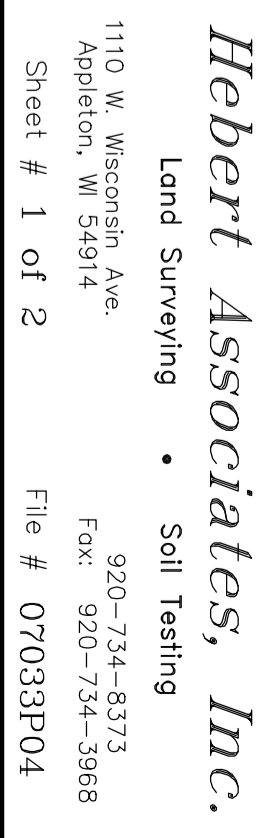 Hebert Associates, Inc.
Land Surveying • Soil Testing
1110 W. Wisconsin Ave. 920-734-8373
Appleton, WI 54914 Fax: 920-734-3968
Sheet # 1 of 2 File # 07033P04